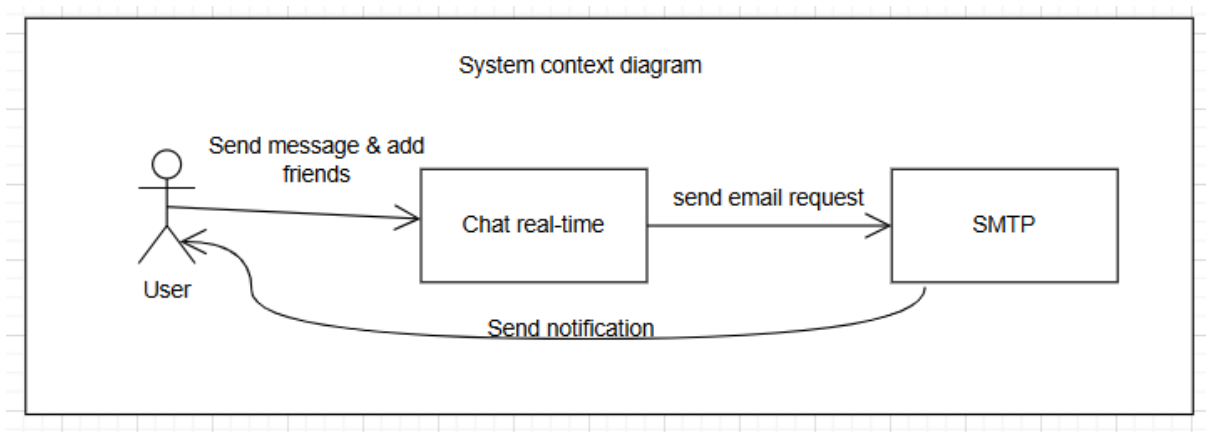 System context diagram
Send message & add
friends
send email request
Chat real-time
SMTP
User
Send notification